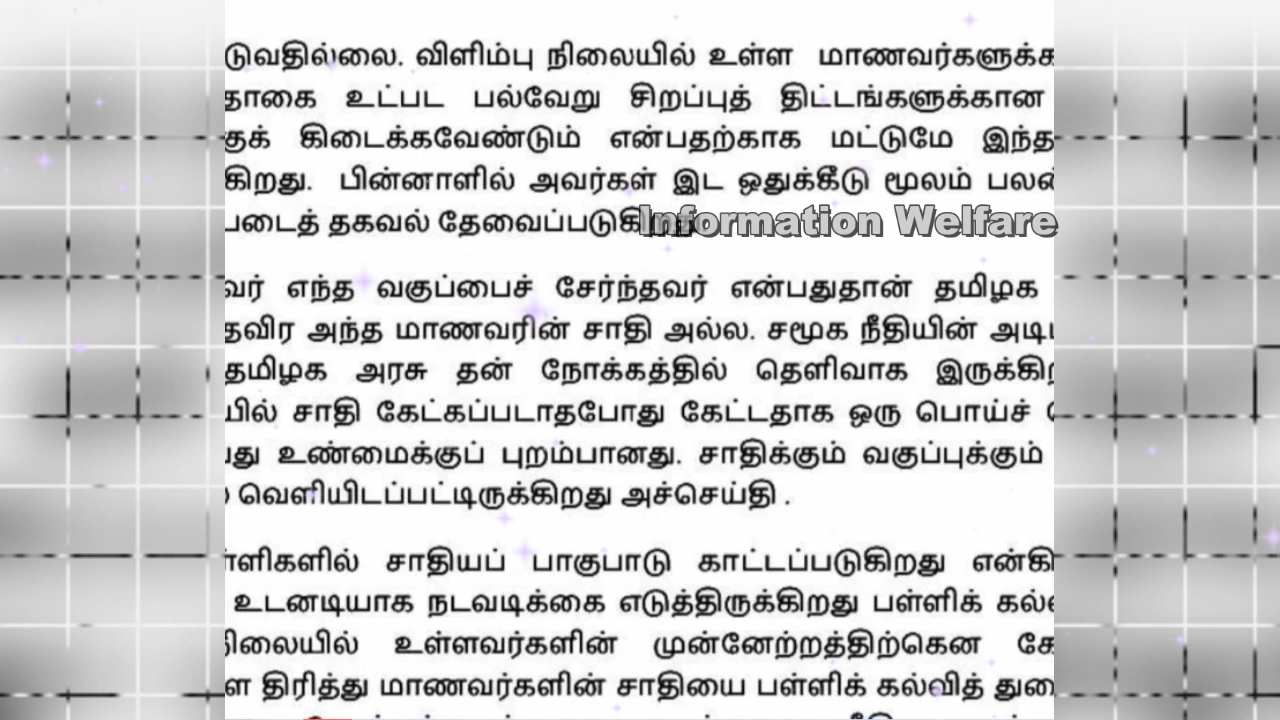 டுவதில்லை. விளிம்பு நிலையில் உள்ள மாணவர்களுக்க
தாகை உட்பட பல்வேறு சிறப்புத் திட்டங்களுக்கான
குக் கிடைக்கவேண்டும் என்பதற்காக மட்டுமே இந்த
கிறது. பின்னாளில் அவர்கள் இட ஒதுக்கீடு மூலம் பலன்
படைத் தகவல் தேவைப்படுகிறது
Information Welfare
வர் எந்த வகுப்பைச் சேர்ந்தவர் என்பதுதான் தமிழக
தவிர அந்த மாணவரின் சாதி அல்ல. சமூக நீதியின் அடிப
தமிழக அரசு தன் நோக்கத்தில் தெளிவாக இருக்கிற
யில் சாதி கேட்கப்படாதபோது கேட்டதாக ஒரு பொய்ச்
து உண்மைக்குப் புறம்பானது. சாதிக்கும் வகுப்புக்கும்
வெளியிடப்பட்டிருக்கிறது அச்செய்தி .
ள்ளிகளில் சாதியப் பாகுபாடு காட்டப்படுகிறது என்கி
உடனடியாக நடவடிக்கை எடுத்திருக்கிறது பள்ளிக் கல்வ
நிலையில் உள்ளவர்களின் முன்னேற்றத்திற்கென கே
ள திரித்து மாணவர்களின் சாதியை பள்ளிக் கல்வித் துறை